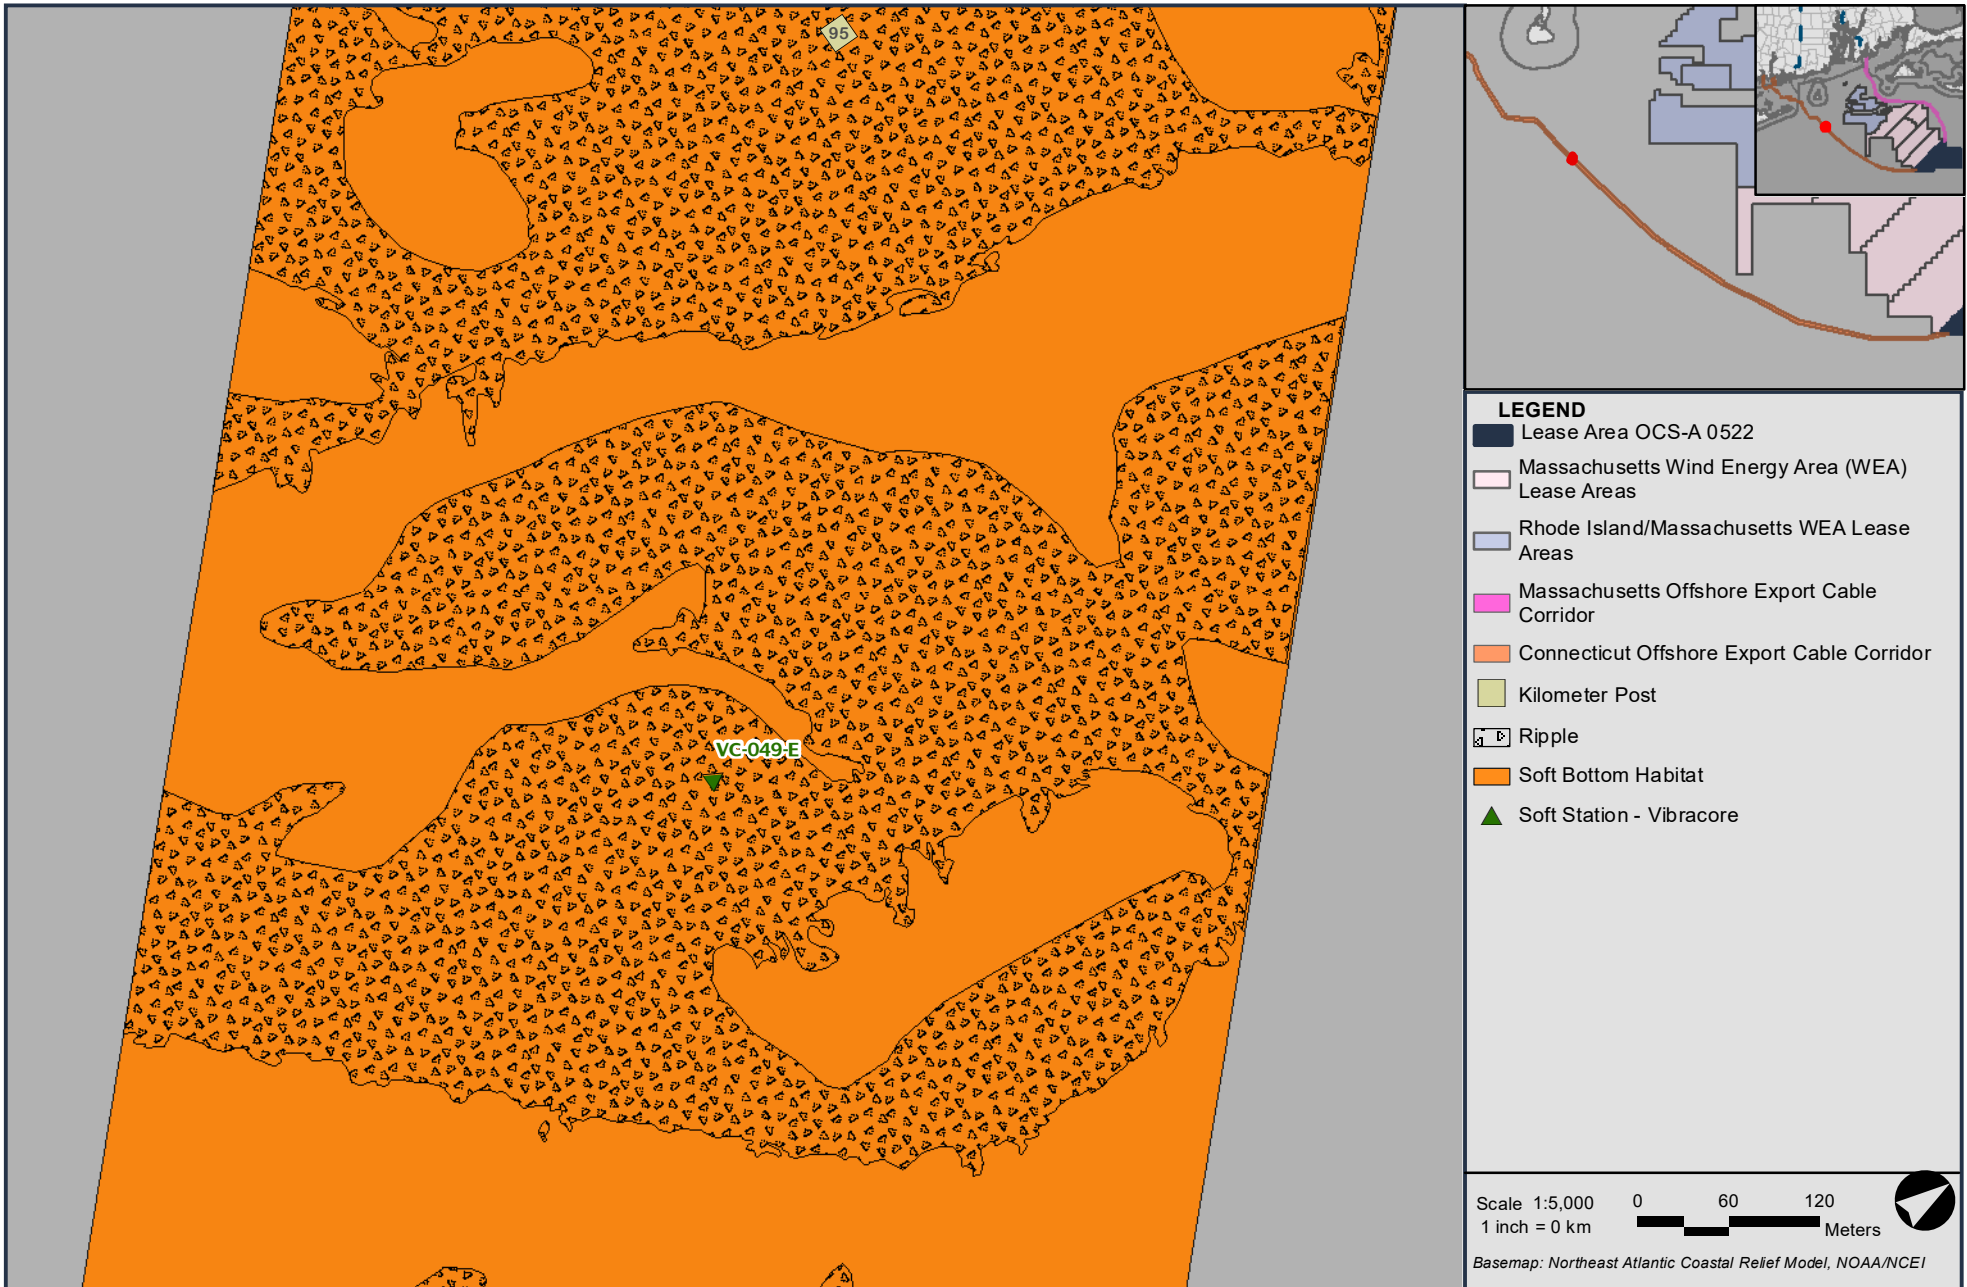 95
VC-049-E
LEGEND
Lease Area OCS-A 0522
Massachusetts Wind Energy Area (WEA)
Lease Areas
Rhode Island/Massachusetts WEA Lease
Areas
Massachusetts Offshore Export Cable
Corridor
Connecticut Offshore Export Cable Corridor
Kilometer Post
Ripple
Soft Bottom Habitat
Soft Station - Vibracore
Scale 1:5,000
1 inch = 0 km
0 60 120
Meters
Basemap: Northeast Atlantic Coastal Relief Model, NOAA/NCEI